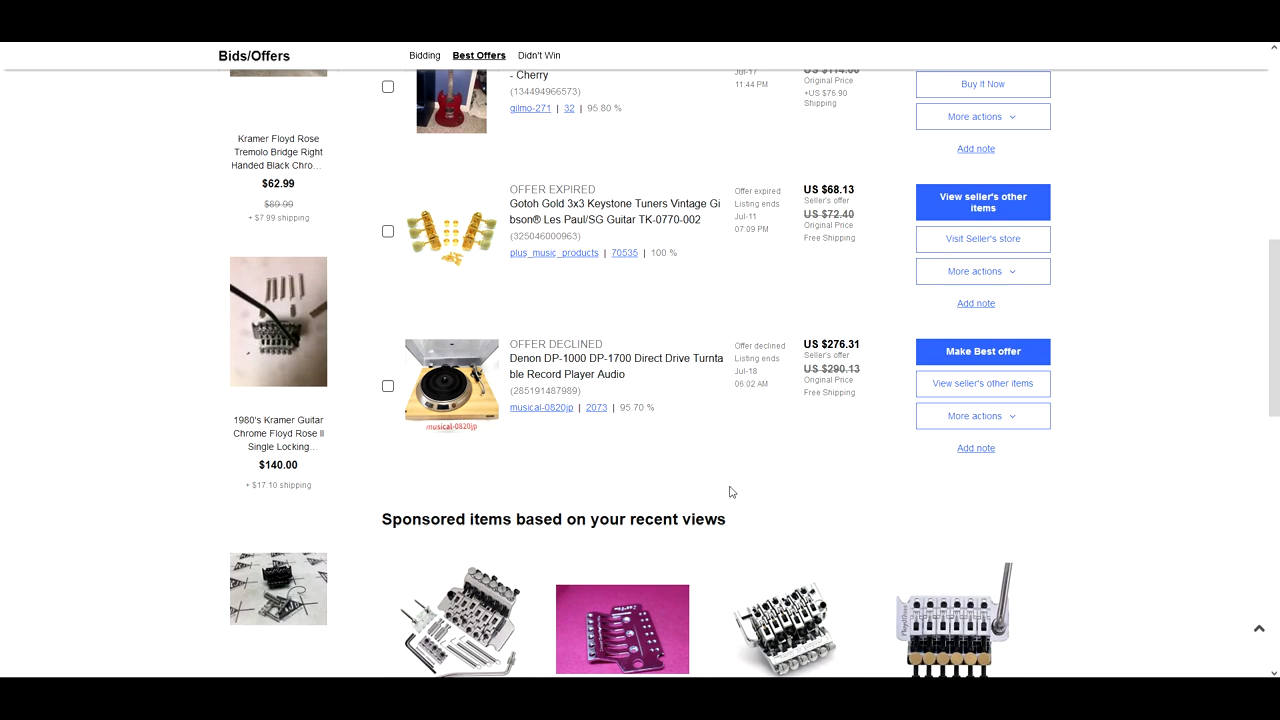 Bids/Offers
Bidding
Best Offers
Didn't Win
Kramer Floyd Rose
Tremolo Bridge Right
Handed Black Chro...
$62.99
$89.99
+ $7.99 shipping
1980's Kramer Guitar
Chrome Floyd Rose II
Single Locking...
$140.00
+ $17.10 shipping
- Cherry
(134494966573)
gilmo-271 | 32 | 95.80 %
Jul-17
11:44 PM
US $114.00
Original Price
+US $76.90
Shipping
Buy It Now
More actions
Add note
OFFER EXPIRED
Gotoh Gold 3x3 Keystone Tuners Vintage Gi
bson® Les Paul/SG Guitar TK-0770-002
(325046000963)
plus_music_products | 70535 | 100 %
Offer expired
Listing ends
Jul-11
07:09 PM
US $68.13
Seller's offer
US $72.40
Original Price
Free Shipping
View seller's other
items
Visit Seller's store
More actions
Add note
OFFER DECLINED
Denon DP-1000 DP-1700 Direct Drive Turnta
ble Record Player Audio
(285191487989)
musical-0820jp | 2073 | 95.70 %
musical-0820jp
Offer declined
Listing ends
Jul-18
06:02 AM
US $276.31
Seller's offer
US $290.13
Original Price
Free Shipping
Make Best offer
View seller's other items
More actions
Add note
Sponsored items based on your recent views